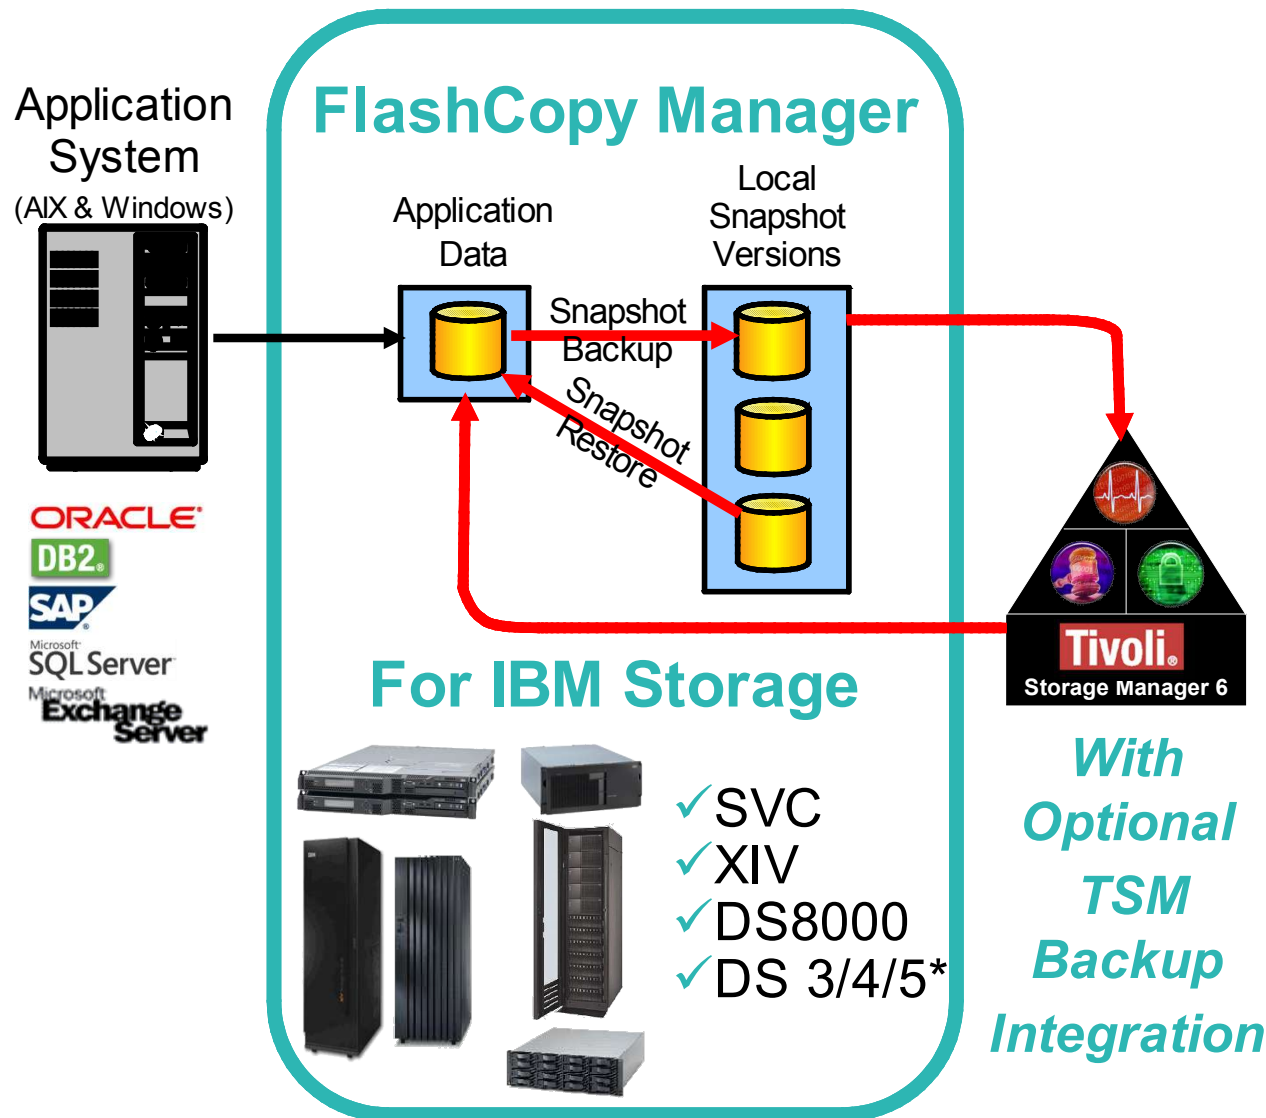 Application
System
(AIX & Windows)
ORACLE®
DB2®
SAP®
Microsoft®
SQL Server™
Microsoft
Exchange
Server
FlashCopy Manager
Application
Data
Local
Snapshot
Versions
Snapshot
Backup
Snapshot
Restore
For IBM Storage
✓SVC
✓XIV
✓DS8000
✓DS 3/4/5*
Tivoli®
Storage Manager 6
With
Optional
TSM
Backup
Integration